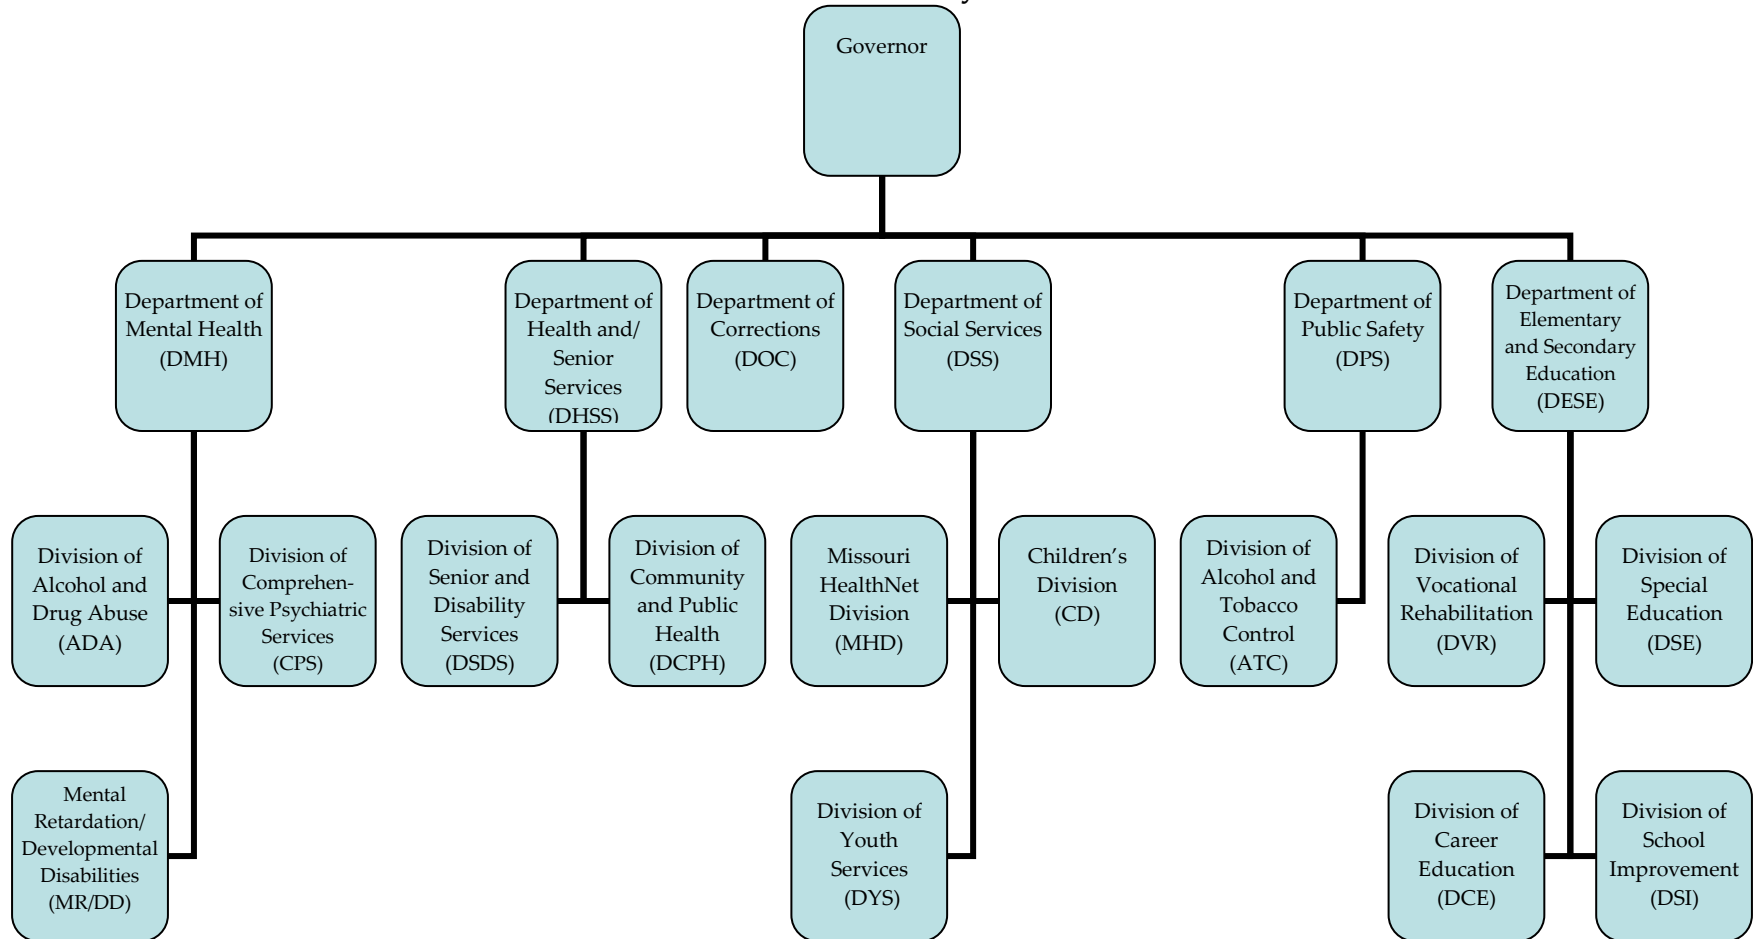 Governor
Department of
Mental Health
(DMH)
Department of
Health and/
Senior
Services
(DHSS)
Department of
Corrections
(DOC)
Department of
Social Services
(DSS)
Department of
Public Safety
(DPS)
Department of
Elementary
and Secondary
Education
(DESE)
Division of
Alcohol and
Drug Abuse
(ADA)
Division of
Comprehen-
sive Psychiatric
Services
(CPS)
Division of
Senior and
Disability
Services
(DSDS)
Division of
Community
and Public
Health
(DCPH)
Missouri
HealthNet
Division
(MHD)
Children’s
Division
(CD)
Division of
Alcohol and
Tobacco
Control
(ATC)
Division of
Vocational
Rehabilitation
(DVR)
Division of
Special
Education
(DSE)
Mental
Retardation/
Developmental
Disabilities
(MR/DD)
Division of
Youth
Services
(DYS)
Division of
Career
Education
(DCE)
Division of
School
Improvement
(DSI)